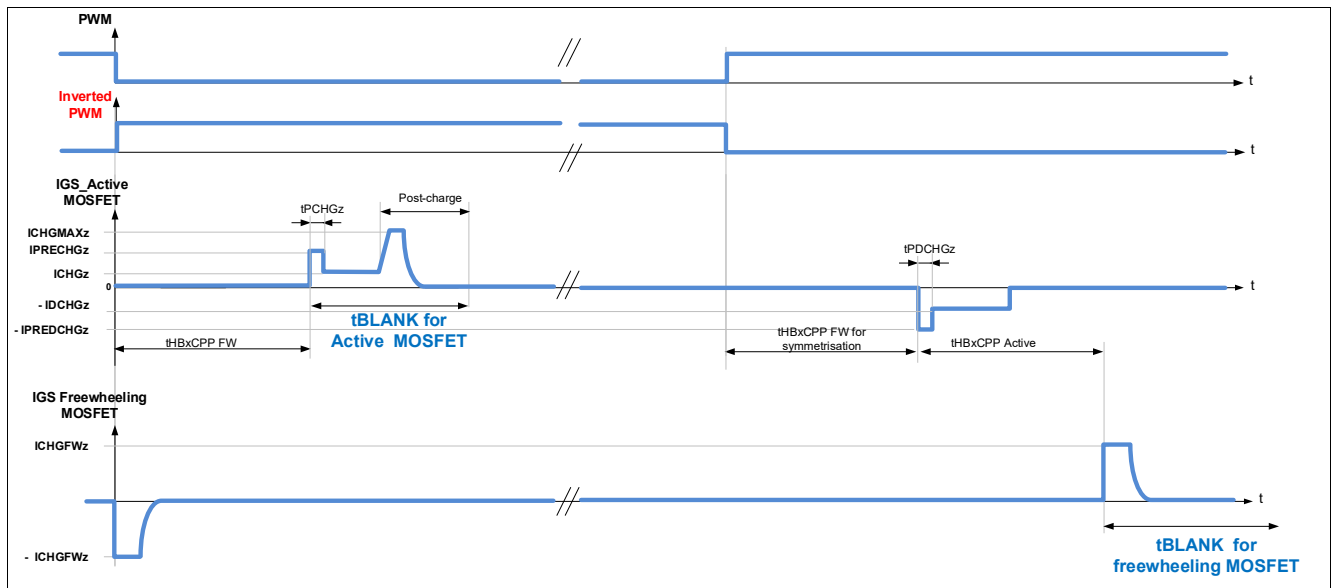 PWM
t
Inverted
PWM
t
IGS_Active
MOSFET
tPCHGz
Post-charge
ICHGMAXz
IPRECHGz
ICHGz
0
- IDCHGz
- IPREDCHGz
tPDCHGz
t
tBLANK for
Active MOSFET
tHBxCPP FW
tHBxCPP FW for
symmetrisation
tHBxCPP Active
IGS Freewheeling
MOSFET
ICHGFWz
t
- ICHGFWz
tBLANK for
freewheeling MOSFET